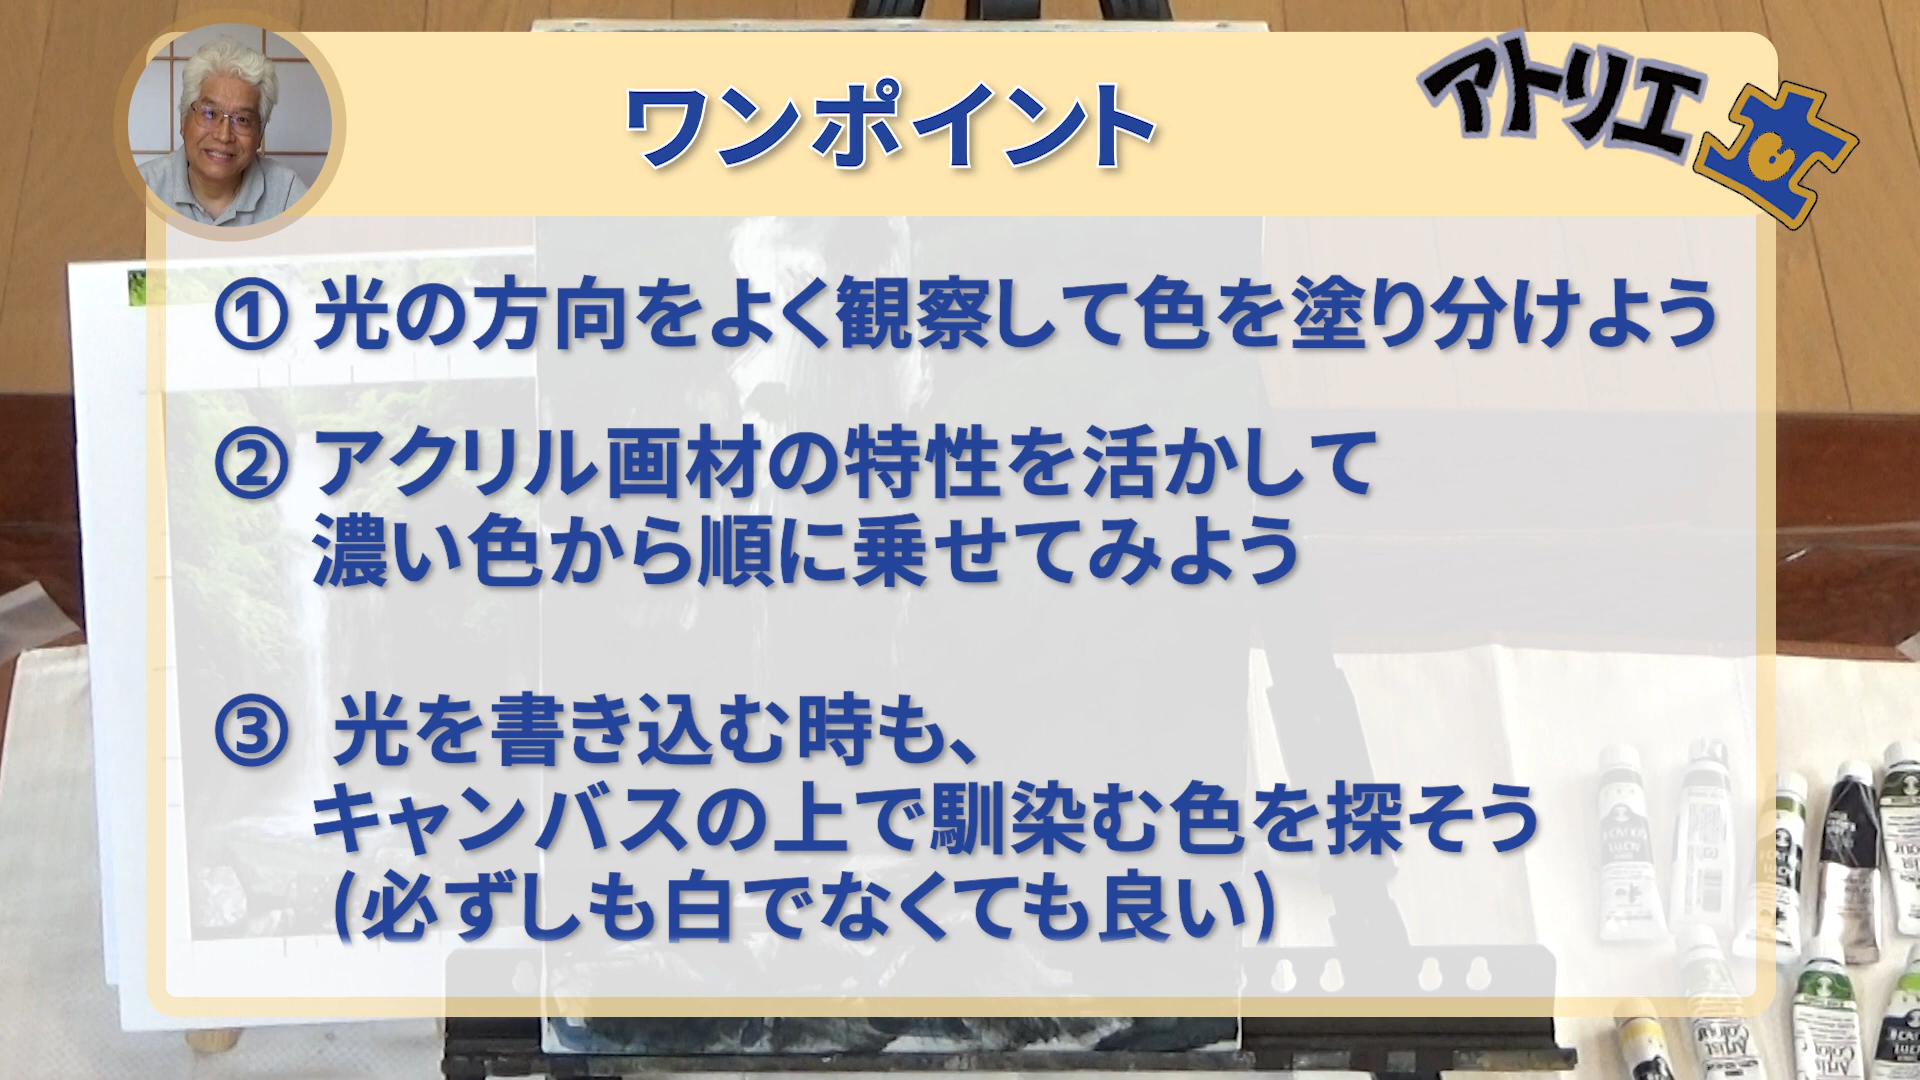 ワンポイント
アトリエ
① 光の方向をよく観察して色を塗り分けよう
② アクリル画材の特性を活かして
濃い色から順に乗せてみよう
③ 光を書き込む時も、
キャンバスの上で馴染む色を探そう
(必ずしも白でなくても良い)